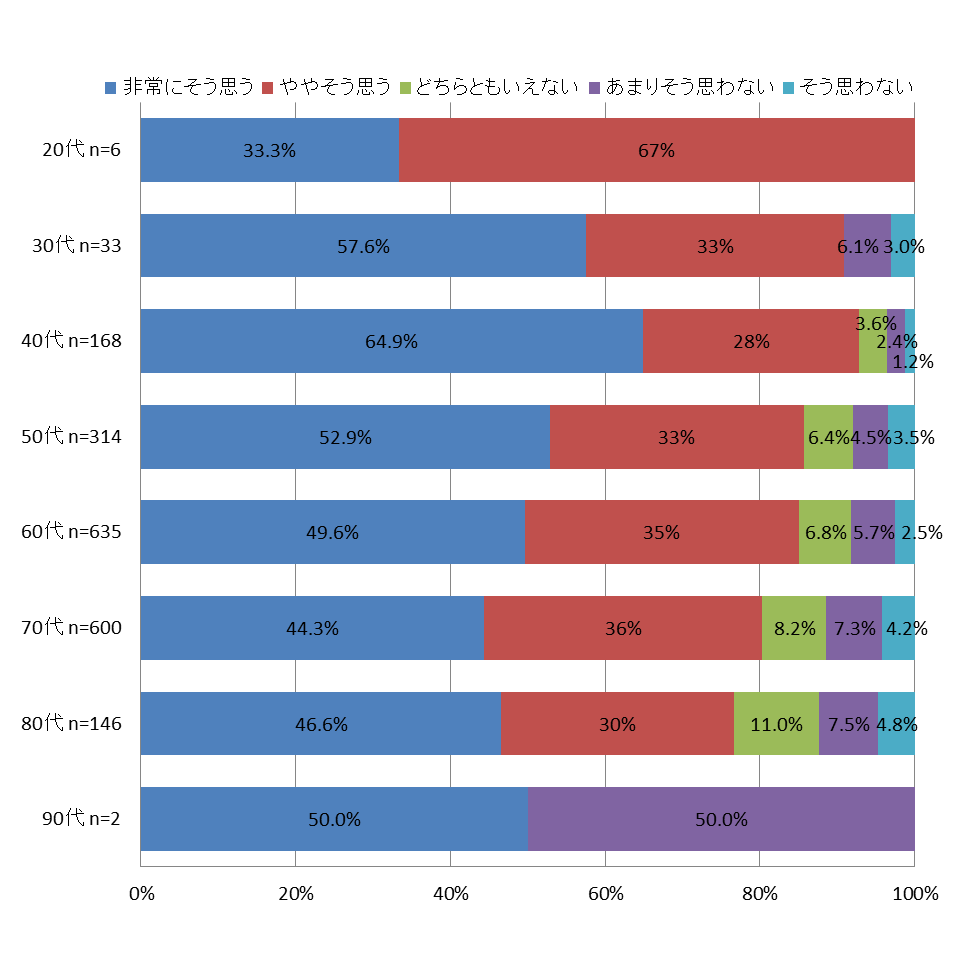 非常にそう思う ややそう思う どちらともいえない あまりそう思わない そう思わない
20代 n=6 33.3% 67%
30代 n=33 57.6% 33% 6.1% 3.0%
40代 n=168 64.9% 28% 3.6% 2.4% 1.2%
50代 n=314 52.9% 33% 6.4% 4.5% 3.5%
60代 n=635 49.6% 35% 6.8% 5.7% 2.5%
70代 n=600 44.3% 36% 8.2% 7.3% 4.2%
80代 n=146 46.6% 30% 11.0% 7.5% 4.8%
90代 n=2 50.0% 50.0%
0% 20% 40% 60% 80% 100%